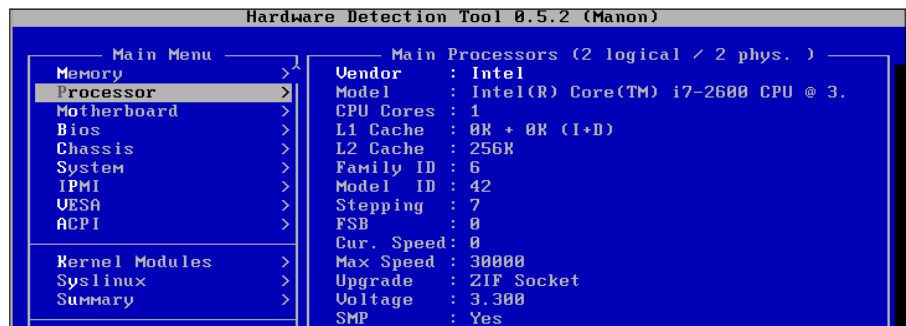 Hardware Detection Tool 0.5.2 (Manon)
Main Menu
Memory >
Processor >
Motherboard >
Bios >
Chassis >
System >
IPMI >
VESA >
ACPI >
Kernel Modules >
Syslinux >
Summary >
Main Processors (2 logical / 2 phys. )
Vendor : Intel
Model : Intel(R) Core(TM) i7-2600 CPU @ 3.
CPU Cores : 1
L1 Cache : 0K + 0K (I+D)
L2 Cache : 256K
Family ID : 6
Model ID : 42
Stepping : 7
FSB : 0
Cur. Speed: 0
Max Speed : 30000
Upgrade : ZIF Socket
Voltage : 3.300
SMP : Yes